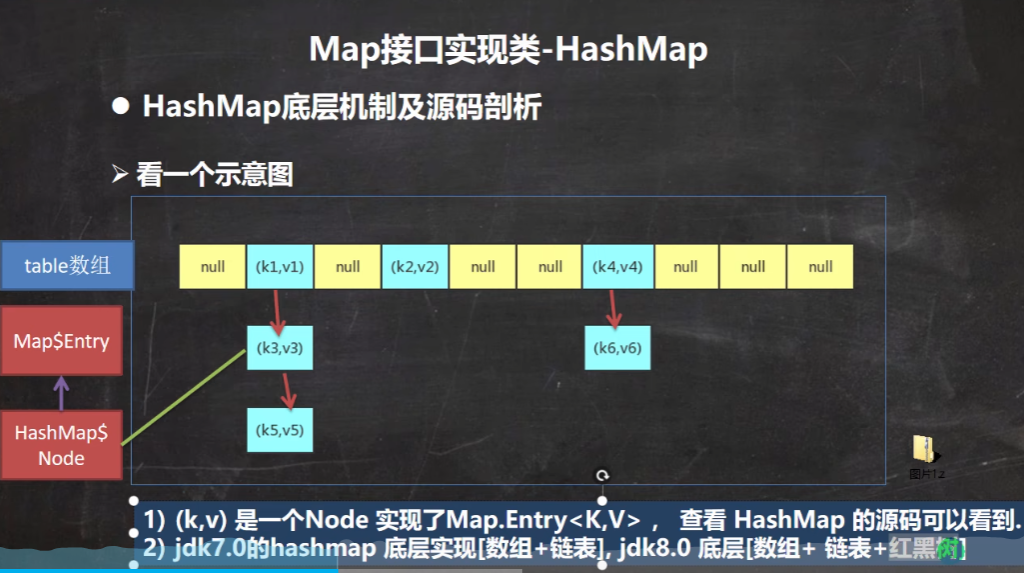 Map接口实现类-HashMap
● HashMap底层机制及源码剖析
➢ 看一个示意图
table数组
null (k1,v1) null (k2,v2) null null (k4,v4) null null null
Map$Entry
(k3,v3) (k6,v6)
HashMap$
Node
(k5,v5)
图片12
1) (k,v) 是一个Node 实现了Map.Entry<K,V> ， 查看 HashMap 的源码可以看到.
2) jdk7.0的hashmap 底层实现[数组+链表], jdk8.0 底层[数组+ 链表+红黑树]